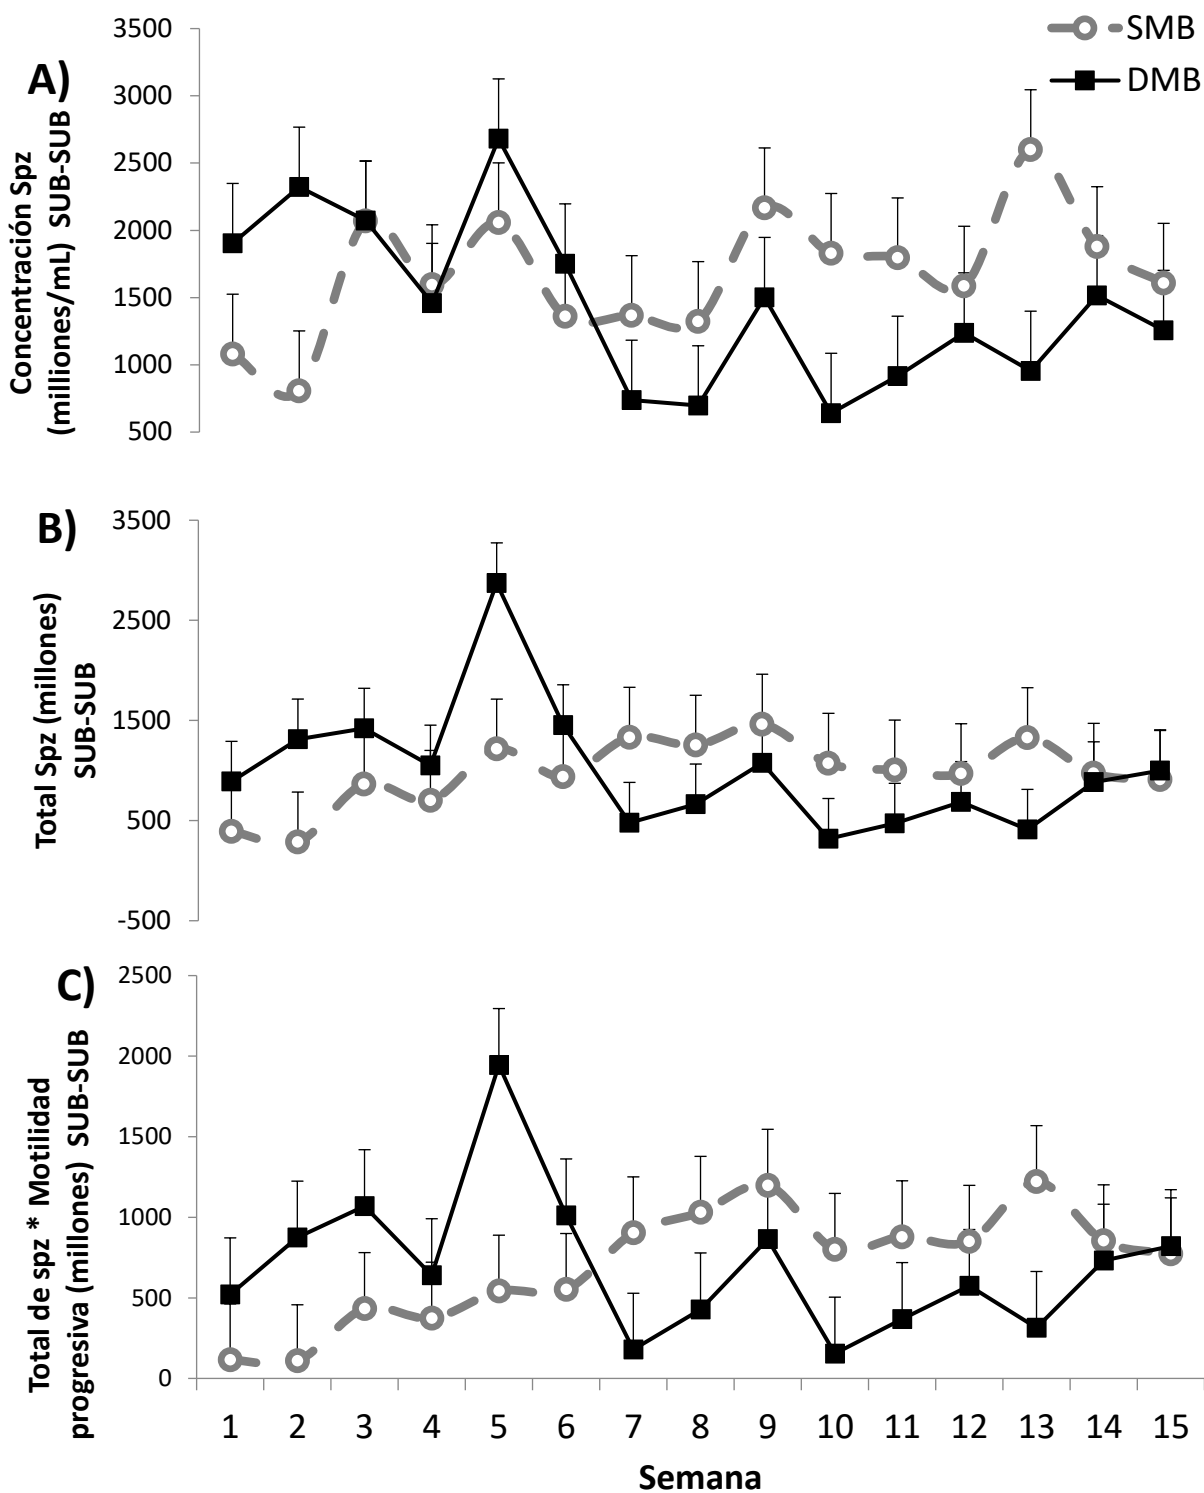 SMB
DMB
A)
Concentración Spz
(milliones/mL) SUB-SUB
3500
3000
2500
2000
1500
1000
500
B)
Total Spz (millones)
SUB-SUB
3500
2500
1500
500
-500
C)
Total de spz * Motilidad
progresiva (millones) SUB-SUB
2500
2000
1500
1000
500
0
1 2 3 4 5 6 7 8 9 10 11 12 13 14 15
Semana